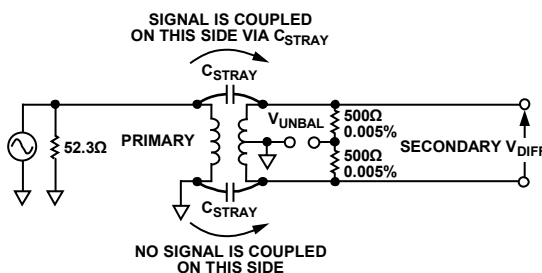 SIGNAL IS COUPLED
ON THIS SIDE VIA CSTRAY
CSTRAY
52.3Ω
PRIMARY
VUNBAL
500Ω
0.005%
500Ω
0.005%
SECONDARY VDIFF
CSTRAY
NO SIGNAL IS COUPLED
ON THIS SIDE